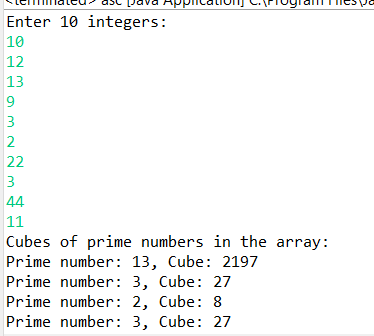 <terminated> asc [Java Application] C:\Program Files\Ja
Enter 10 integers:
10
12
13
9
3
2
22
3
44
11
Cubes of prime numbers in the array:
Prime number: 13, Cube: 2197
Prime number: 3, Cube: 27
Prime number: 2, Cube: 8
Prime number: 3, Cube: 27